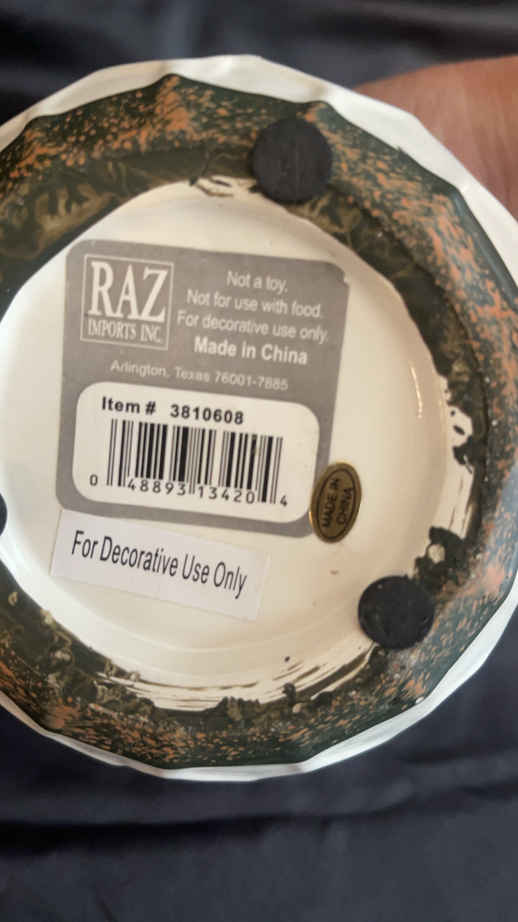 RAZ
IMPORTS INC.
Not a toy.
Not for use with food.
For decorative use only.
Made in China
Arlington, Texas 76001-7885
Item # 3810608
0 48893 13420 4
MADE IN
CHINA
For Decorative Use Only